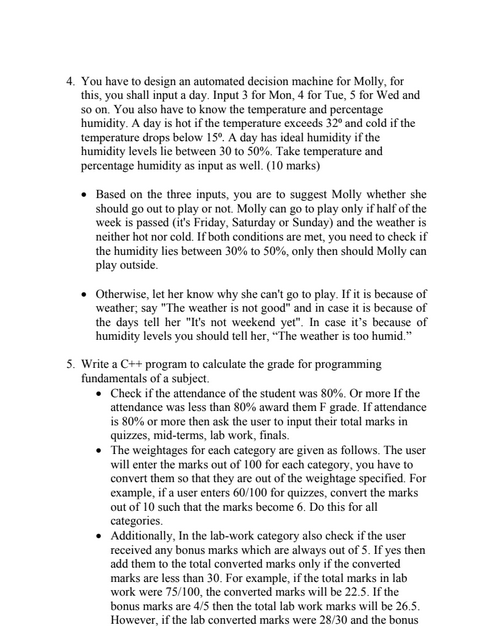 4. You have to design an automated decision machine for Molly, for
this, you shall input a day. Input 3 for Mon, 4 for Tue, 5 for Wed and
so on. You also have to know the temperature and percentage
humidity. A day is hot if the temperature exceeds 32⁰ and cold if the
temperature drops below 15⁰. A day has ideal humidity if the
humidity levels lie between 30 to 50%. Take temperature and
percentage humidity as input as well. (10 marks)
• Based on the three inputs, you are to suggest Molly whether she
should go out to play or not. Molly can go to play only if half of the
week is passed (it's Friday, Saturday or Sunday) and the weather is
neither hot nor cold. If both conditions are met, you need to check if
the humidity lies between 30% to 50%, only then should Molly can
play outside.
• Otherwise, let her know why she can't go to play. If it is because of
weather; say "The weather is not good" and in case it is because of
the days tell her "It's not weekend yet". In case it’s because of
humidity levels you should tell her, “The weather is too humid.”
5. Write a C++ program to calculate the grade for programming
fundamentals of a subject.
• Check if the attendance of the student was 80%. Or more If the
attendance was less than 80% award them F grade. If attendance
is 80% or more then ask the user to input their total marks in
quizzes, mid-terms, lab work, finals.
• The weightages for each category are given as follows. The user
will enter the marks out of 100 for each category, you have to
convert them so that they are out of the weightage specified. For
example, if a user enters 60/100 for quizzes, convert the marks
out of 10 such that the marks become 6. Do this for all
categories.
• Additionally, In the lab-work category also check if the user
received any bonus marks which are always out of 5. If yes then
add them to the total converted marks only if the converted
marks are less than 30. For example, if the total marks in lab
work were 75/100, the converted marks will be 22.5. If the
bonus marks are 4/5 then the total lab work marks will be 26.5.
However, if the lab converted marks were 28/30 and the bonus